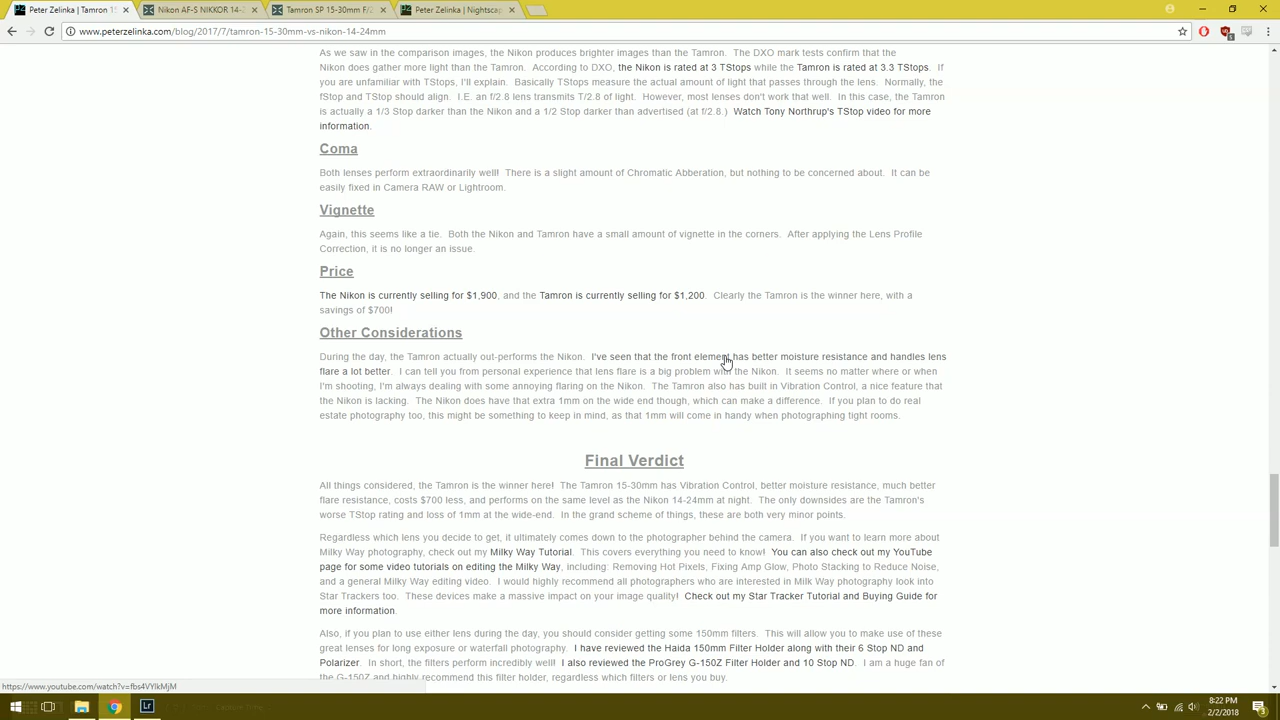 Peter Zelinka | Tamron 15
Nikon AF-S NIKKOR 14-2
Tamron SP 15-30mm F/2
Peter Zelinka | Nightscap
www.peterzelinka.com/blog/2017/7/tamron-15-30mm-vs-nikon-14-24mm
As we saw in the comparison images, the Nikon produces brighter images than the Tamron. The DXO mark tests confirm that the
Nikon does gather more light than the Tamron. According to DXO, the Nikon is rated at 3 TStops while the Tamron is rated at 3.3 TStops. If
you are unfamiliar with TStops, I'll explain. Basically TStops measure the actual amount of light that passes through the lens. Normally, the
fStop and TStop should align. I.E. an f/2.8 lens transmits T/2.8 of light. However, most lenses don't work that well. In this case, the Tamron
is actually a 1/3 Stop darker than the Nikon and a 1/2 Stop darker than advertised (at f/2.8.) Watch Tony Northrup's TStop video for more
information.
Coma
Both lenses perform extraordinarily well! There is a slight amount of Chromatic Abberation, but nothing to be concerned about. It can be
easily fixed in Camera RAW or Lightroom.
Vignette
Again, this seems like a tie. Both the Nikon and Tamron have a small amount of vignette in the corners. After applying the Lens Profile
Correction, it is no longer an issue.
Price
The Nikon is currently selling for $1,900, and the Tamron is currently selling for $1,200. Clearly the Tamron is the winner here, with a
savings of $700!
Other Considerations
During the day, the Tamron actually out-performs the Nikon. I've seen that the front element has better moisture resistance and handles lens
flare a lot better. I can tell you from personal experience that lens flare is a big problem with the Nikon. It seems no matter where or when
I'm shooting, I'm always dealing with some annoying flaring on the Nikon. The Tamron also has built in Vibration Control, a nice feature that
the Nikon is lacking. The Nikon does have that extra 1mm on the wide end though, which can make a difference. If you plan to do real
estate photography too, this might be something to keep in mind, as that 1mm will come in handy when photographing tight rooms.
Final Verdict
All things considered, the Tamron is the winner here! The Tamron 15-30mm has Vibration Control, better moisture resistance, much better
flare resistance, costs $700 less, and performs on the same level as the Nikon 14-24mm at night. The only downsides are the Tamron's
worse TStop rating and loss of 1mm at the wide-end. In the grand scheme of things, these are both very minor points.
Regardless which lens you decide to get, it ultimately comes down to the photographer behind the camera. If you want to learn more about
Milky Way photography, check out my Milky Way Tutorial. This covers everything you need to know! You can also check out my YouTube
page for some video tutorials on editing the Milky Way, including: Removing Hot Pixels, Fixing Amp Glow, Photo Stacking to Reduce Noise,
and a general Milky Way editing video. I would highly recommend all photographers who are interested in Milk Way photography look into
Star Trackers too. These devices make a massive impact on your image quality! Check out my Star Tracker Tutorial and Buying Guide for
more information.
Also, if you plan to use either lens during the day, you should consider getting some 150mm filters. This will allow you to make use of these
great lenses for long exposure or waterfall photography. I have reviewed the Haida 150mm Filter Holder along with their 6 Stop ND and
Polarizer. In short, the filters perform incredibly well! I also reviewed the ProGrey G-150Z Filter Holder and 10 Stop ND. I am a huge fan of
the G-150Z and highly recommend this filter holder, regardless which filters or lens you buy.
https://www.youtube.com/watch?v=fbs4VYlkMjM
Lr
8:22 PM
2/2/2018
3